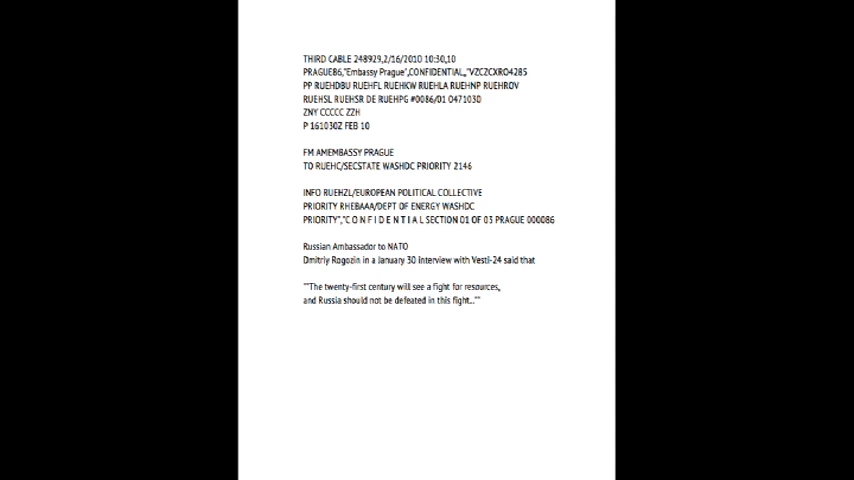 THIRD CABLE 248929,2/16/2010 10:30,10
PRAGUE86,"Embassy Prague",CONFIDENTIAL,,"VZCZCXRO4285
PP RUEHDBU RUEHFL RUEHKW RUEHLA RUEHNP RUEHROV
RUEHSL RUEHSR DE RUEHPG #0086/01 0471030
ZNY CCCCC ZZH
P 161030Z FEB 10
FM AMEMBASSY PRAGUE
TO RUEHC/SECSTATE WASHDC PRIORITY 2146
INFO RUEHZL/EUROPEAN POLITICAL COLLECTIVE
PRIORITY RHEBAAA/DEPT OF ENERGY WASHDC
PRIORITY","C O N F I D E N T I A L SECTION 01 OF 03 PRAGUE 000086
Russian Ambassador to NATO
Dmitriy Rogozin in a January 30 interview with Vesti-24 said that
""The twenty-first century will see a fight for resources,
and Russia should not be defeated in this fight...""